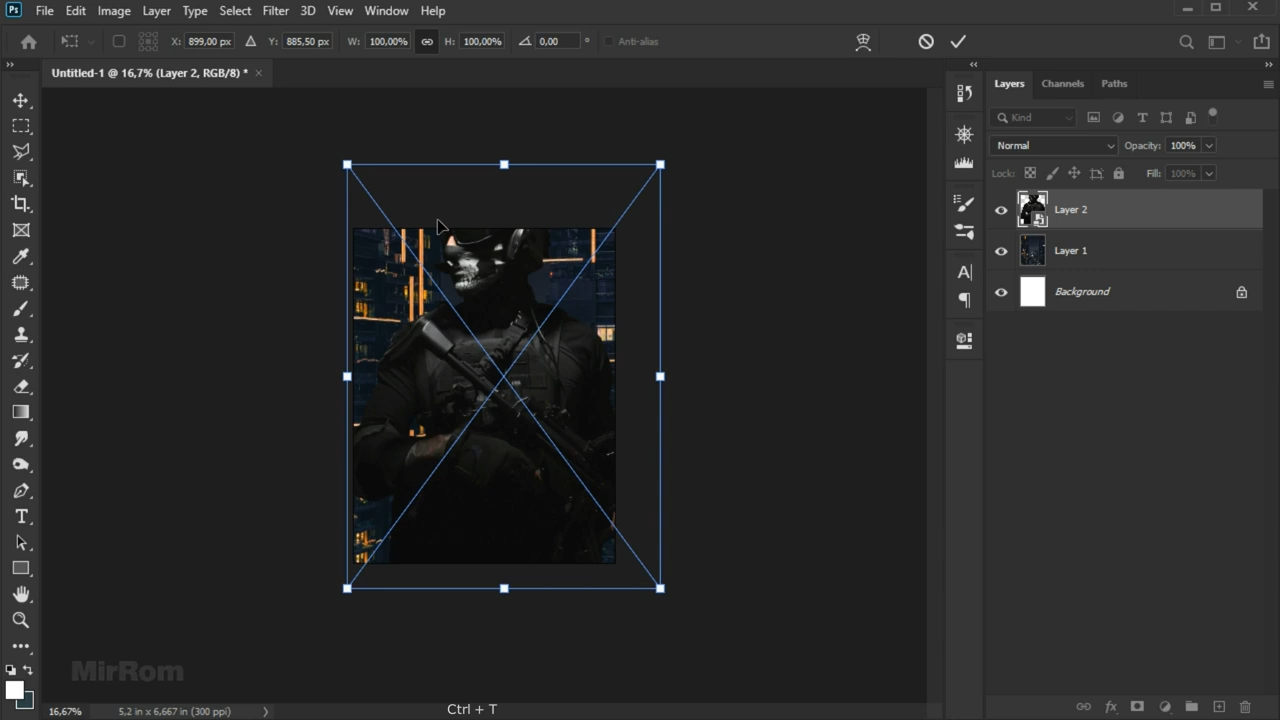 Ps File Edit Image Layer Type Select Filter 3D View Window Help
X: 899,00 px Y: 885,50 px W: 100,00% H: 100,00% 0,00 ° Anti-alias
Untitled-1 @ 16,7% (Layer 2, RGB/8) * ×
Layers Channels Paths
Kind
Normal Opacity: 100%
Lock: Fill: 100%
Layer 2
Layer 1
Background
MirRom
16,67% 5,2 in x 6,667 in (300 ppi)
Ctrl + T